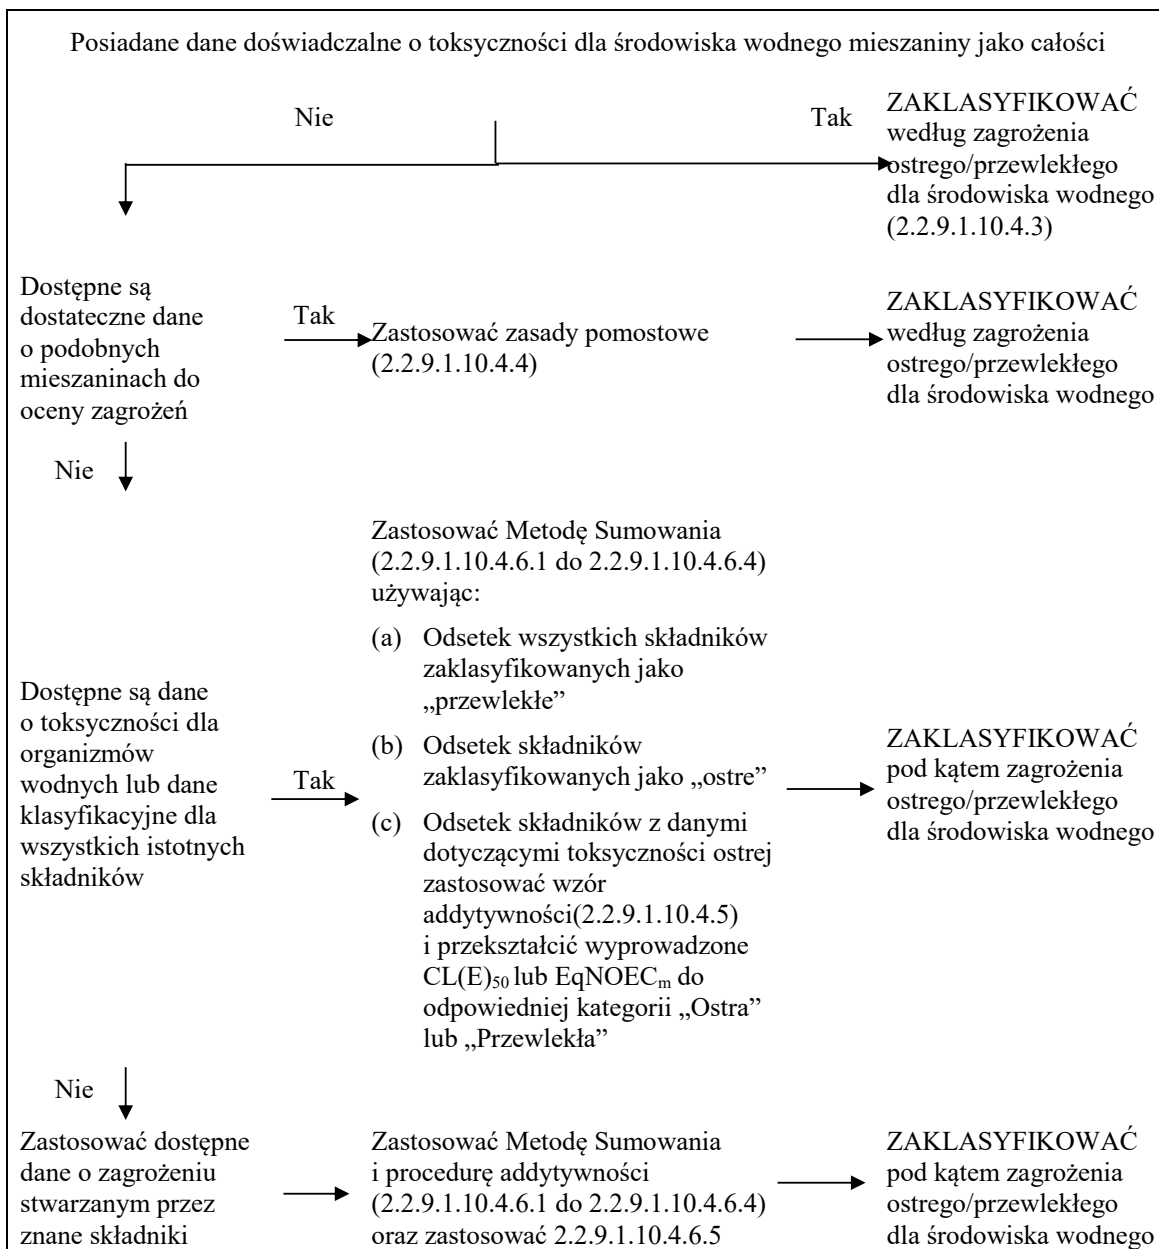 Posiadane dane doświadczalne o toksyczności dla środowiska wodnego mieszaniny jako całości
Nie
Tak
ZAKLASYFIKOWAĆ
według zagrożenia
ostrego/przewlekłego
dla środowiska wodnego
(2.2.9.1.10.4.3)
Dostępne są
dostateczne dane
o podobnych
mieszaninach do
oceny zagrożeń
Tak
Zastosować zasady pomostowe
(2.2.9.1.10.4.4)
ZAKLASYFIKOWAĆ
według zagrożenia
ostrego/przewlekłego
dla środowiska wodnego
Nie
Dostępne są dane
o toksyczności dla
organizmów
wodnych lub dane
klasyfikacyjne dla
wszystkich istotnych
składników
Tak
Zastosować Metodę Sumowania
(2.2.9.1.10.4.6.1 do 2.2.9.1.10.4.6.4)
używając:
(a) Odsetek wszystkich składników
zaklasyfikowanych jako
„przewlekłe”
(b) Odsetek składników
zaklasyfikowanych jako „ostre”
(c) Odsetek składników z danymi
dotyczącymi toksyczności ostrej
zastosować wzór
addytywności(2.2.9.1.10.4.5)
i przekształcić wyprowadzone
CL(E)₅₀ lub EqNOECₘ do
odpowiedniej kategorii „Ostra”
lub „Przewlekła”
ZAKLASYFIKOWAĆ
pod kątem zagrożenia
ostrego/przewlekłego
dla środowiska wodnego
Nie
Zastosować dostępne
dane o zagrożeniu
stwarzanym przez
znane składniki
Zastosować Metodę Sumowania
i procedurę addytywności
(2.2.9.1.10.4.6.1 do 2.2.9.1.10.4.6.4)
oraz zastosować 2.2.9.1.10.4.6.5
ZAKLASYFIKOWAĆ
pod kątem zagrożenia
ostrego/przewlekłego
dla środowiska wodnego